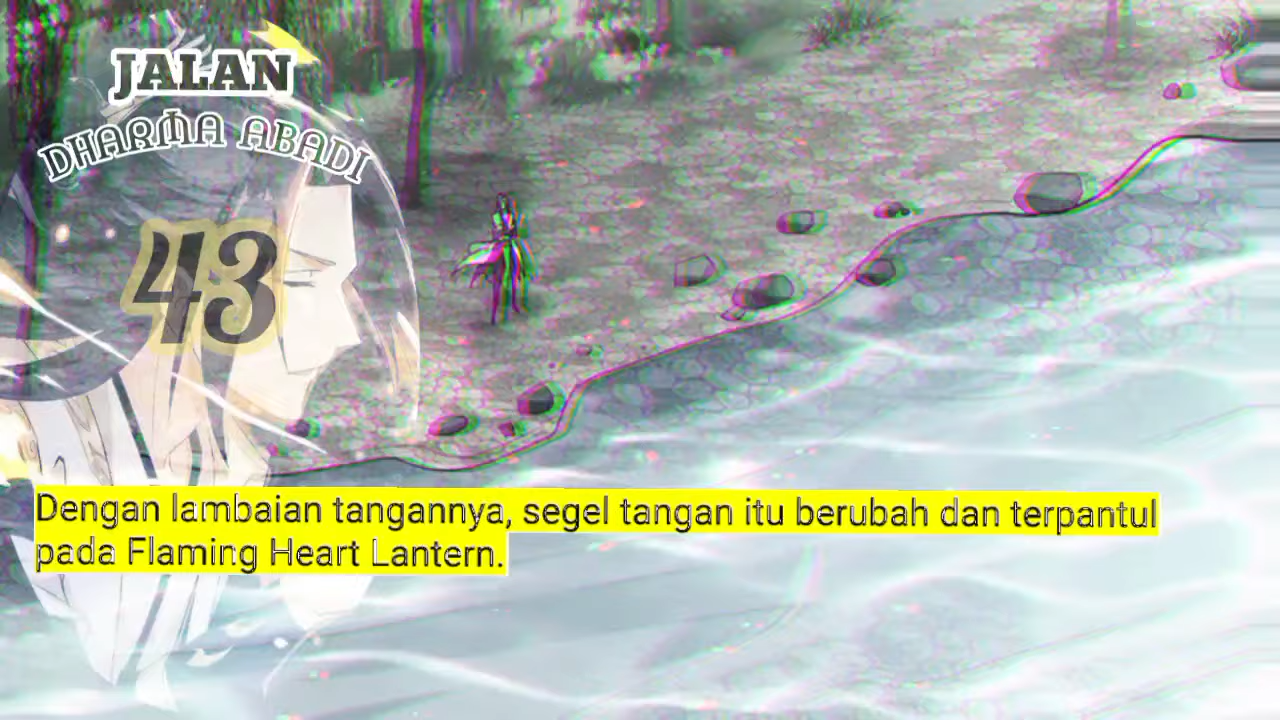 JALAN
DHARMA ABADI
43
Dengan lambaian tangannya, segel tangan itu berubah dan terpantul
pada Flaming Heart Lantern.